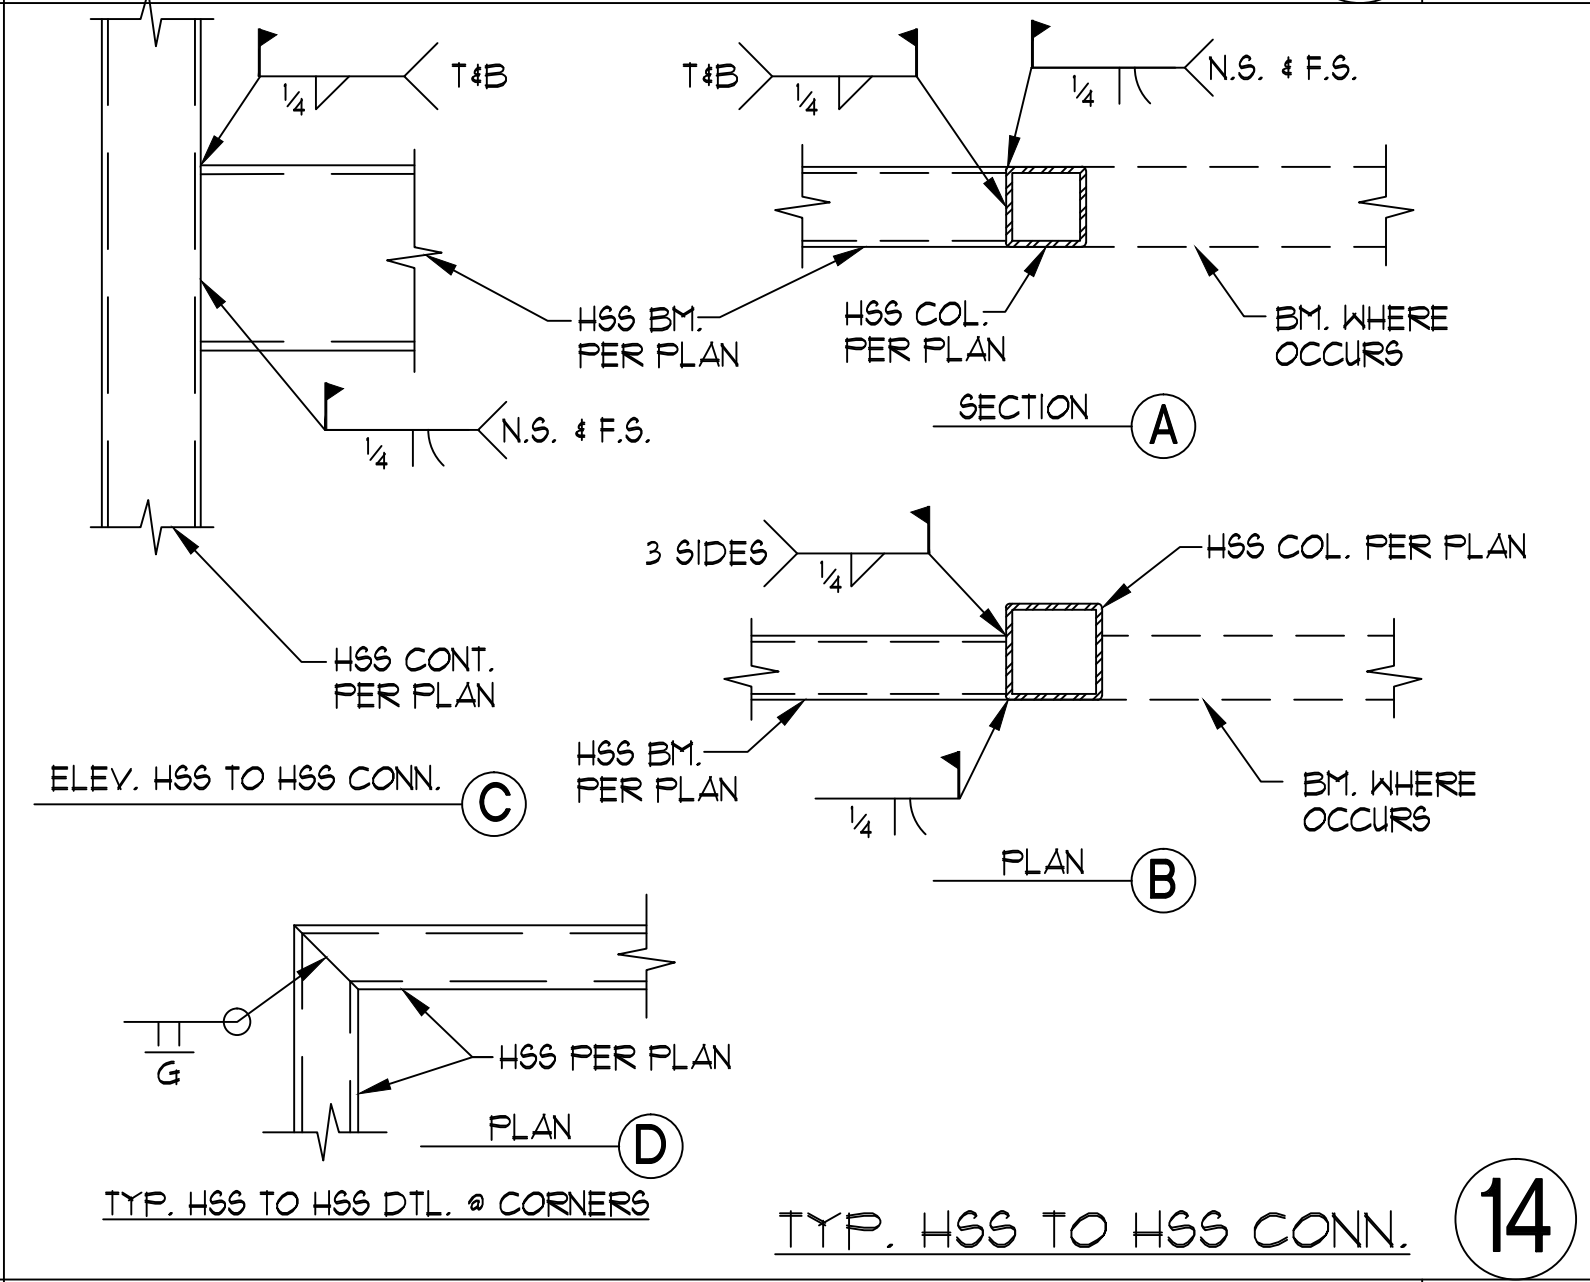 T&B
1/4
T&B
1/4
N.S. & F.S.
1/4
HSS BM.
PER PLAN
HSS COL.
PER PLAN
BM. WHERE
OCCURS
SECTION A
N.S. & F.S.
1/4
3 SIDES
1/4
HSS COL. PER PLAN
HSS CONT.
PER PLAN
HSS BM.
PER PLAN
BM. WHERE
OCCURS
1/4
ELEV. HSS TO HSS CONN. C
PLAN B
G
HSS PER PLAN
PLAN D
TYP. HSS TO HSS DTL. @ CORNERS
TYP. HSS TO HSS CONN. 14